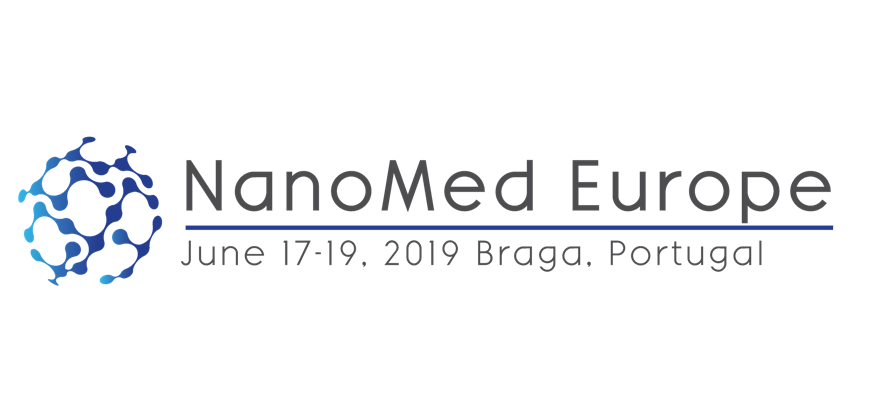 NanoMed Europe
June 17-19, 2019 Braga, Portugal